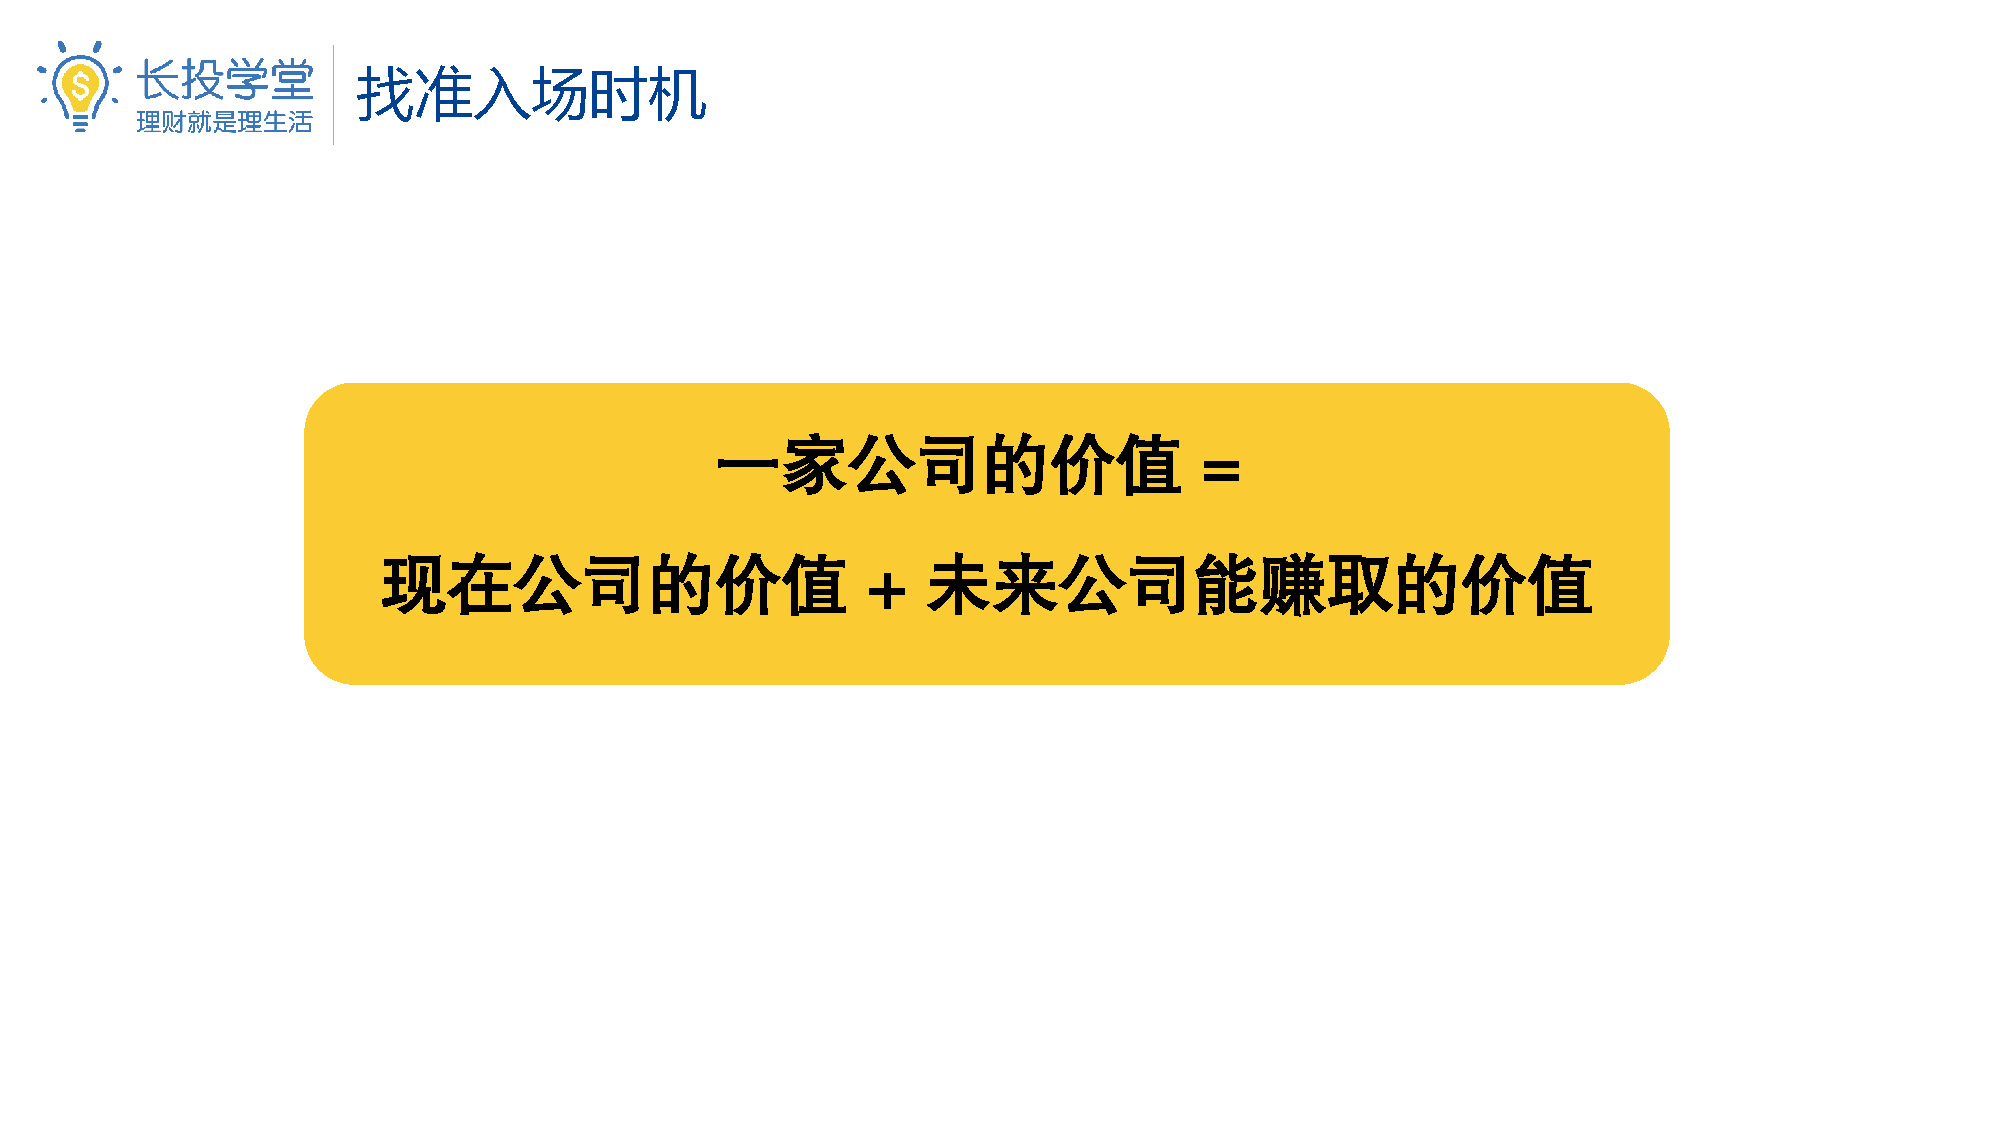 长投学堂
理财就是理生活
找准入场时机
一家公司的价值 =
现在公司的价值 + 未来公司能赚取的价值